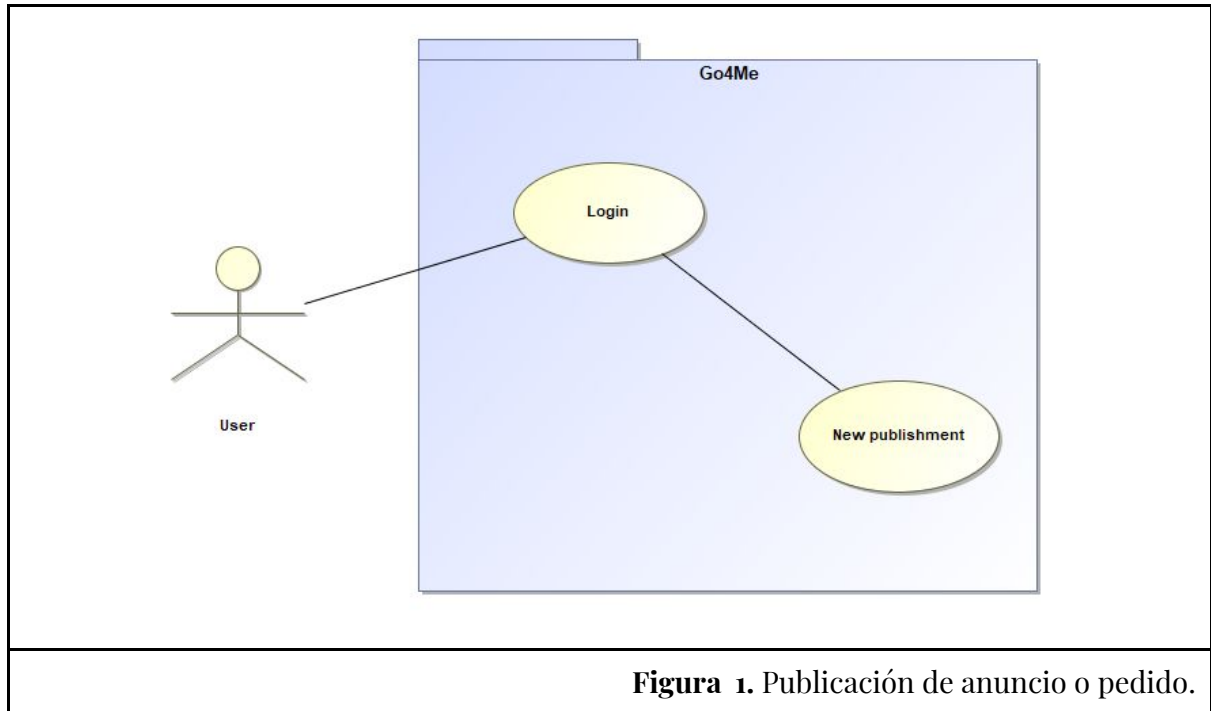 Go4Me
Login
User
New publishment
Figura 1. Publicación de anuncio o pedido.